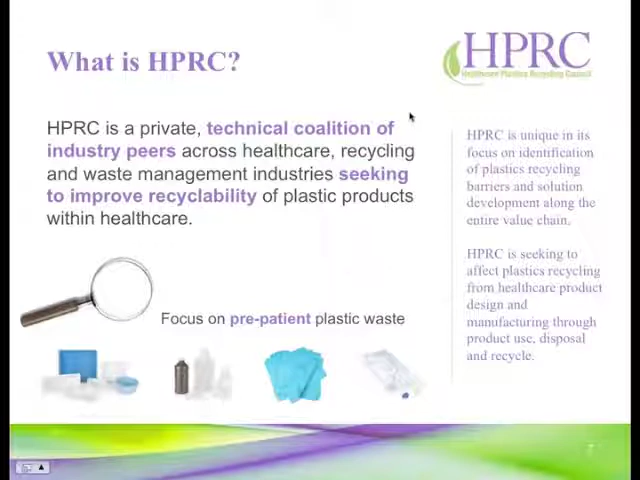 What is HPRC?
HPRC
Healthcare Plastics Recycling Council
HPRC is a private, technical coalition of
industry peers across healthcare, recycling
and waste management industries seeking
to improve recyclability of plastic products
within healthcare.
Focus on pre-patient plastic waste
HPRC is unique in its
focus on identification
of plastics recycling
barriers and solution
development along the
entire value chain.
HPRC is seeking to
affect plastics recycling
from healthcare product
design and
manufacturing through
product use, disposal
and recycle.